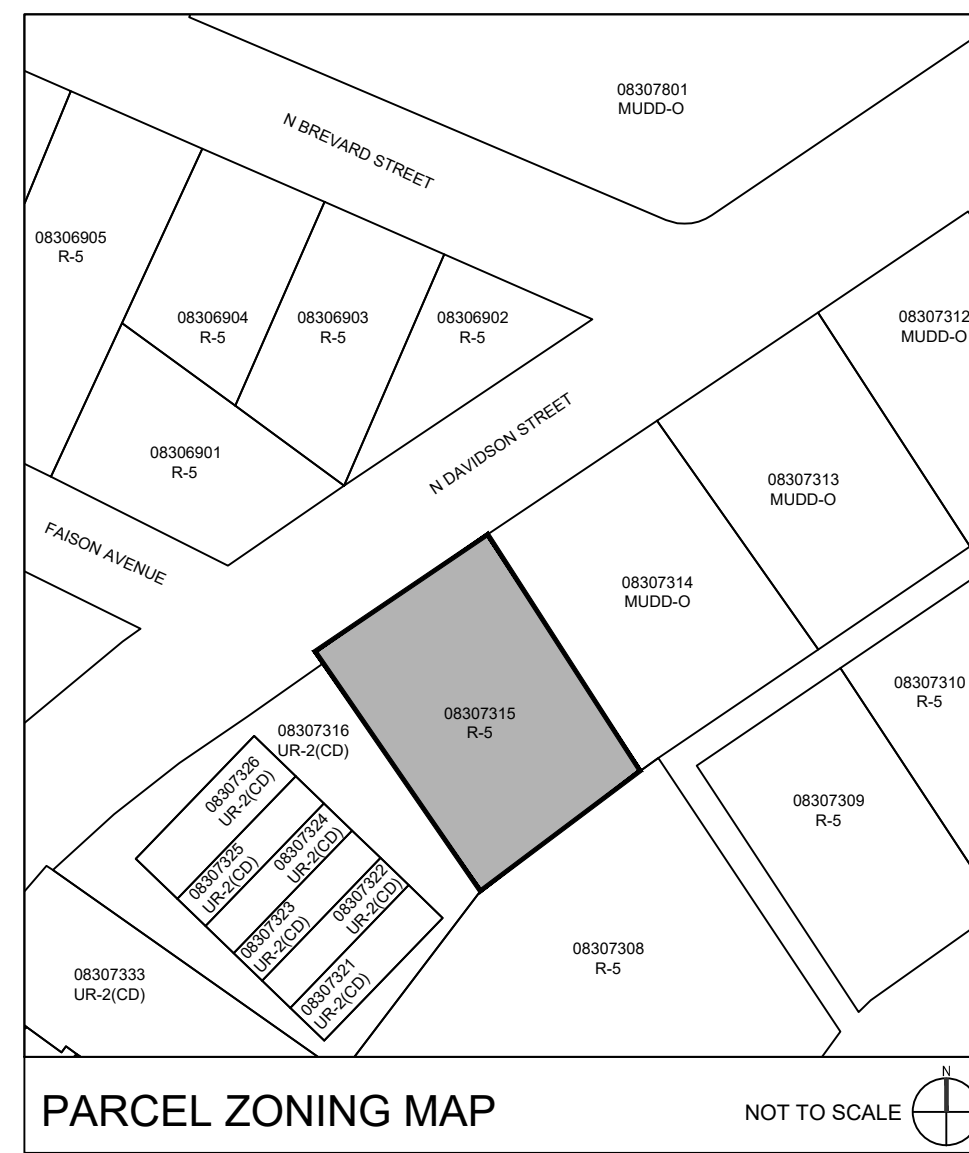 08307801
MUDD-O
N BREVARD STREET
08306905
R-5
08306904
R-5
08306903
R-5
08306902
R-5
08307312
MUDD-O
08306901
R-5
N DAVIDSON STREET
08307313
MUDD-O
FAISON AVENUE
08307314
MUDD-O
08307310
R-5
08307315
R-5
08307316
UR-2(CD)
08307326
UR-2(CD)
08307325
UR-2(CD)
08307324
UR-2(CD)
08307323
UR-2(CD)
08307322
UR-2(CD)
08307321
UR-2(CD)
08307309
R-5
08307308
R-5
08307333
UR-2(CD)
PARCEL ZONING MAP
NOT TO SCALE
N